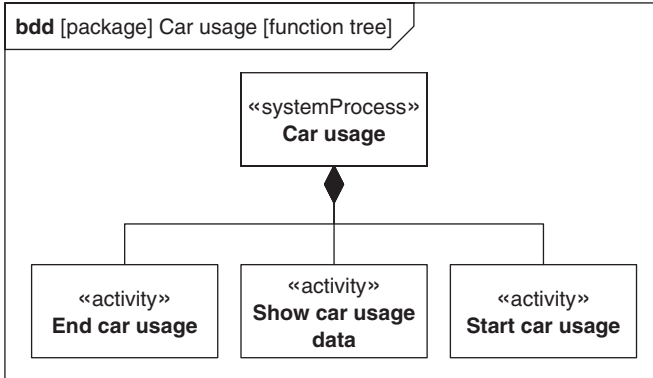 bdd [package] Car usage [function tree]
«systemProcess»
Car usage
«activity»
End car usage
«activity»
Show car usage
data
«activity»
Start car usage